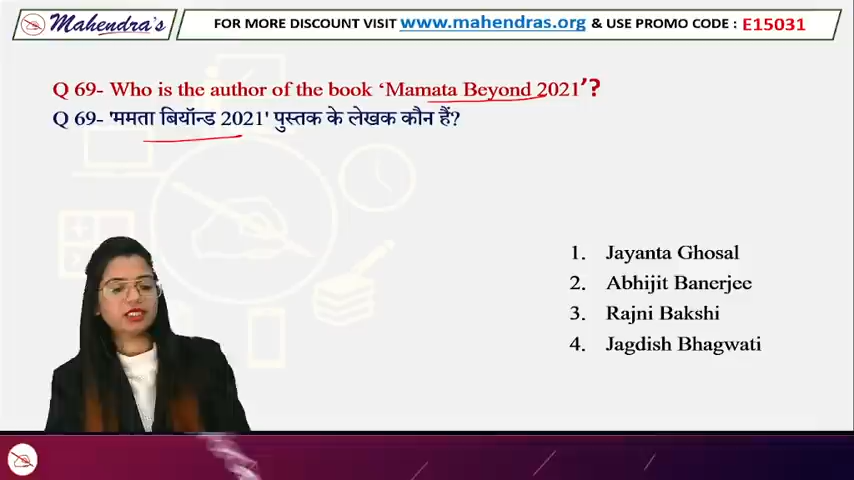 Mahendra's
FOR MORE DISCOUNT VISIT www.mahendras.org & USE PROMO CODE : E15031
Q 69- Who is the author of the book ‘Mamata Beyond 2021’?
Q 69- 'ममता बियॉन्ड 2021' पुस्तक के लेखक कौन हैं?
1. Jayanta Ghosal
2. Abhijit Banerjee
3. Rajni Bakshi
4. Jagdish Bhagwati